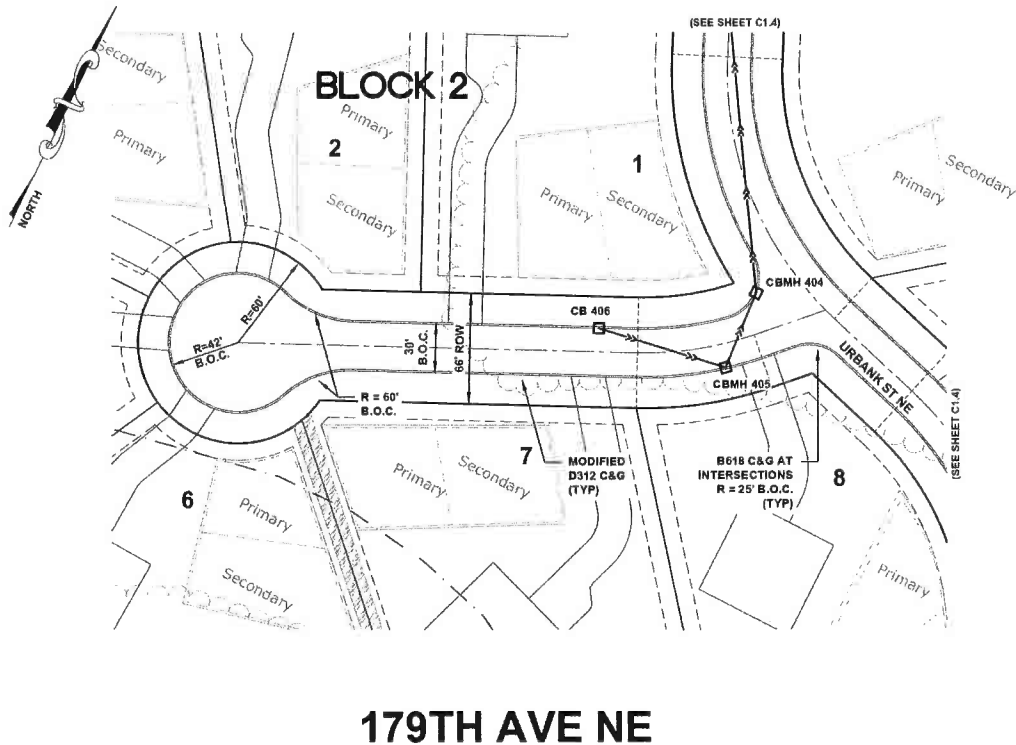 (SEE SHEET C1.4)
Secondary
BLOCK 2
Primary
2
Primary
Secondary
1
Primary
Secondary
Primary
Secondary
NORTH
R=60'
R=42'
B.O.C.
30'
B.O.C.
66' ROW
CB 406
CBMH 404
CBMH 405
URBANK ST NE
(SEE SHEET C1.4)
R = 60'
B.O.C.
7
MODIFIED
D312 C&G
(TYP)
B618 C&G AT
INTERSECTIONS
R = 25' B.O.C.
(TYP)
8
Primary
Secondary
6
Primary
Secondary
Primary
179TH AVE NE